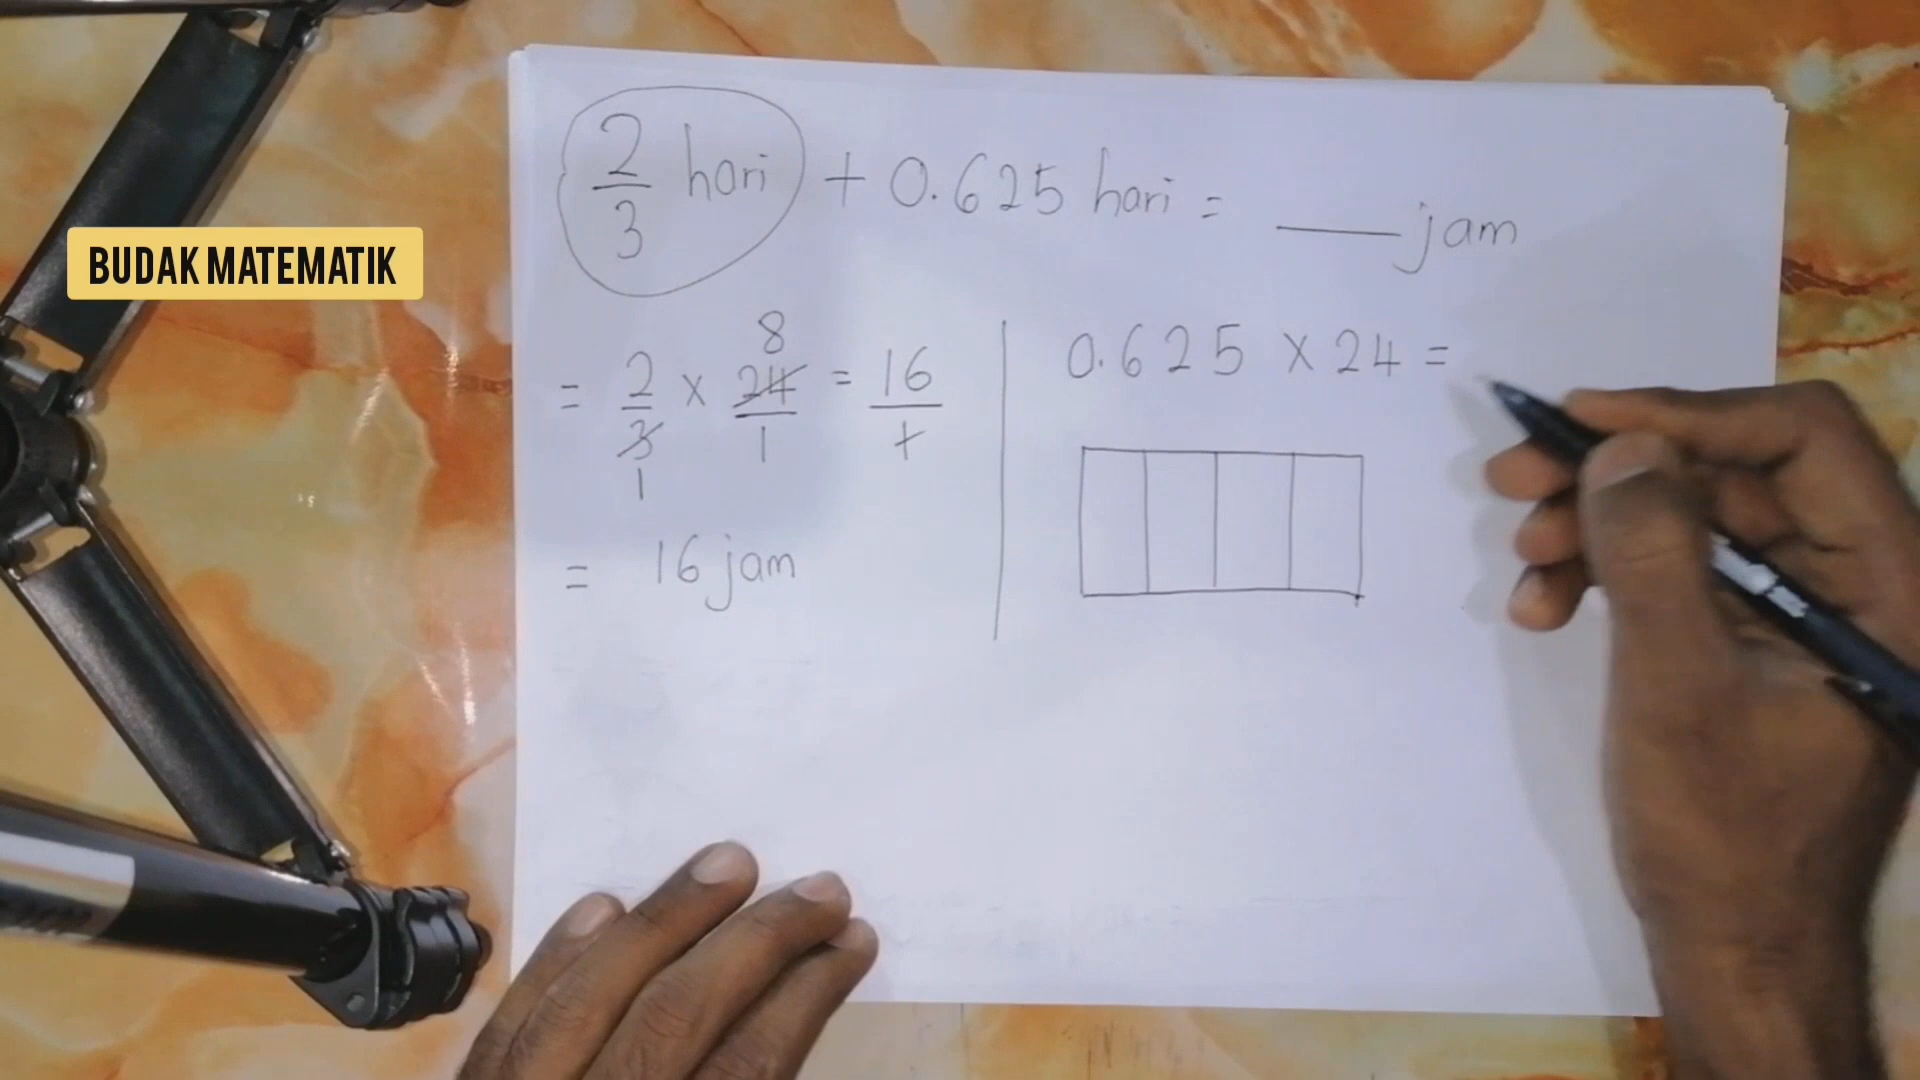 2/3 hari + 0.625 hari = ___ jam
BUDAK MATEMATIK
8
= 2/3 x 24/1 = 16/1
1
= 16 jam
0.625 x 24 =